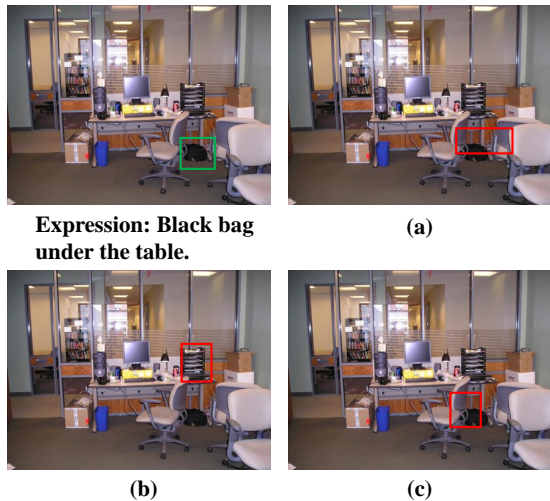 Expression: Black bag
under the table.
(a)
(b)
(c)